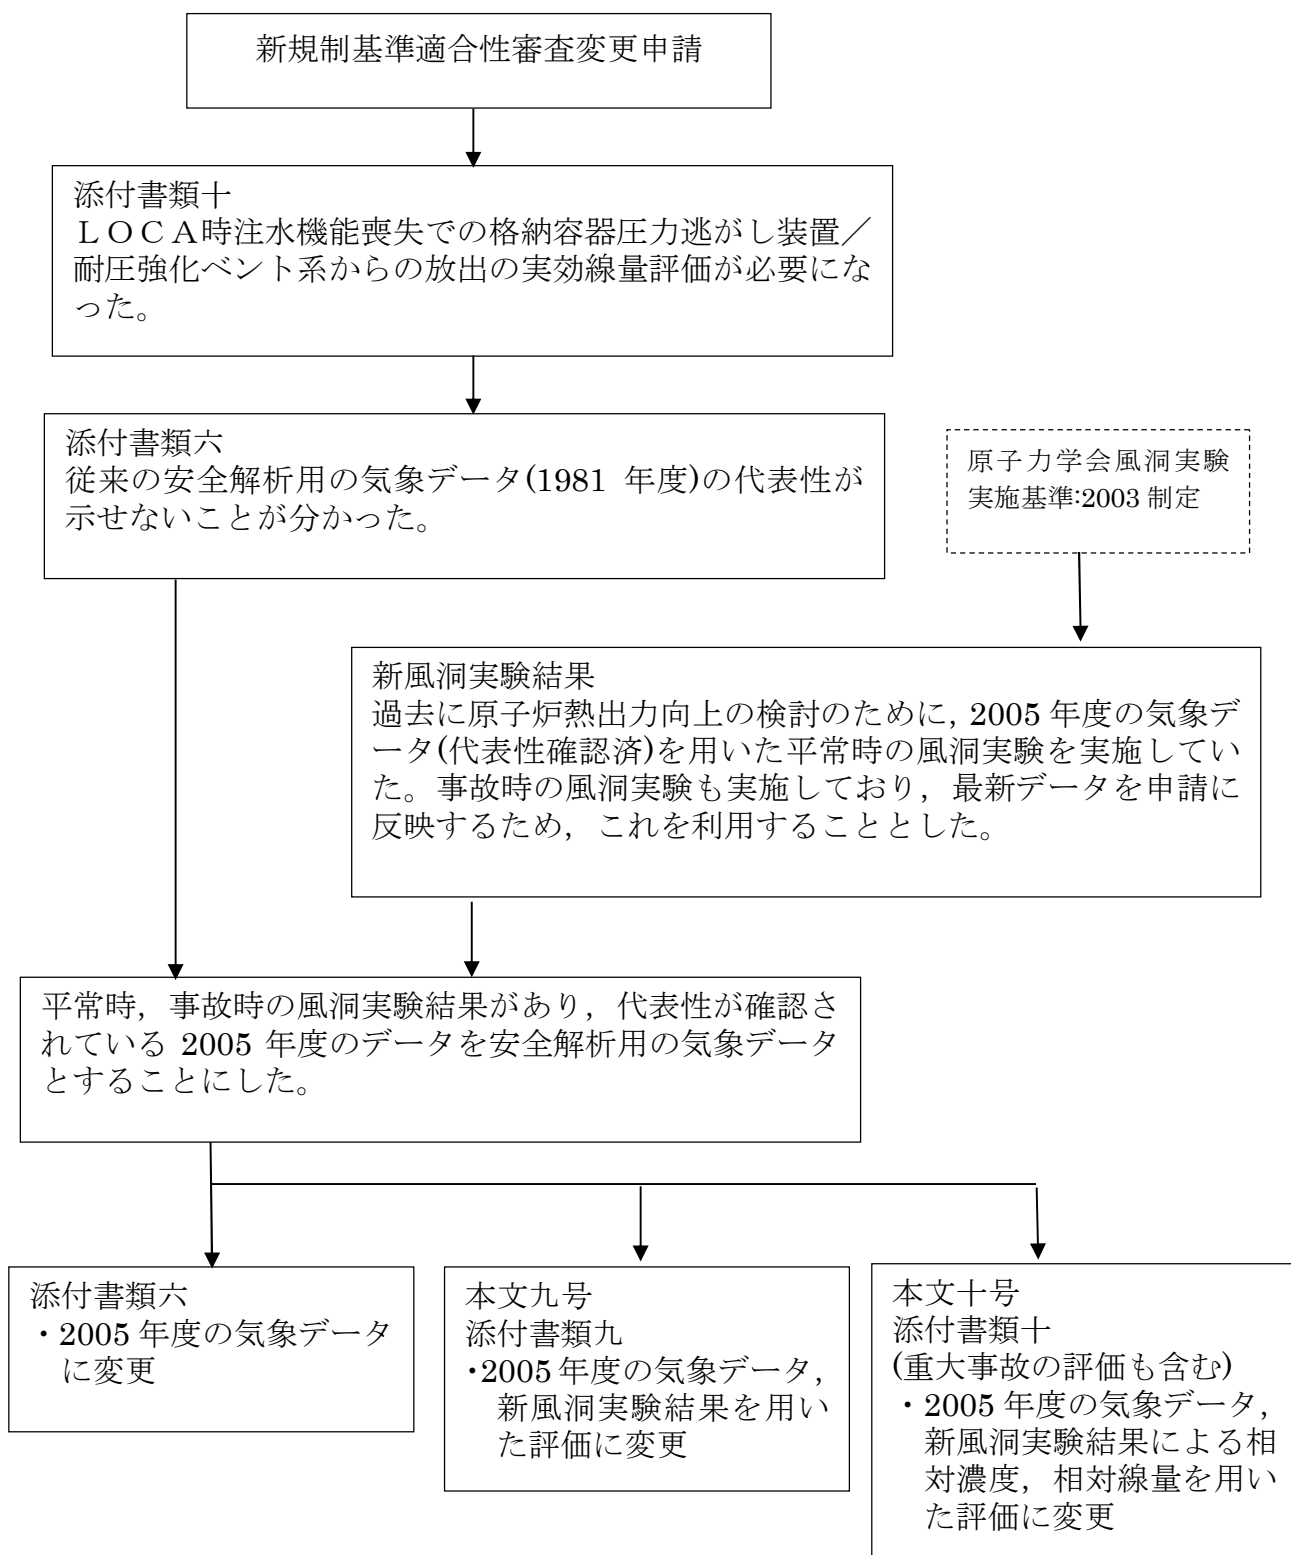 新規制基準適合性審査変更申請
添付書類十
ＬＯＣＡ時注水機能喪失での格納容器圧力逃がし装置／
耐圧強化ベント系からの放出の実効線量評価が必要にな
った。
添付書類六
従来の安全解析用の気象データ(1981 年度)の代表性が
示せないことが分かった。
原子力学会風洞実験
実施基準:2003 制定
新風洞実験結果
過去に原子炉熱出力向上の検討のために，2005 年度の気象デ
ータ(代表性確認済)を用いた平常時の風洞実験を実施してい
た。事故時の風洞実験も実施しており，最新データを申請に
反映するため，これを利用することとした。
平常時，事故時の風洞実験結果があり，代表性が確認さ
れている 2005 年度のデータを安全解析用の気象データ
とすることにした。
添付書類六
・2005 年度の気象データ
に変更
本文九号
添付書類九
・2005 年度の気象データ，
新風洞実験結果を用い
た評価に変更
本文十号
添付書類十
(重大事故の評価も含む)
・2005 年度の気象データ，
新風洞実験結果による相
対濃度，相対線量を用い
た評価に変更